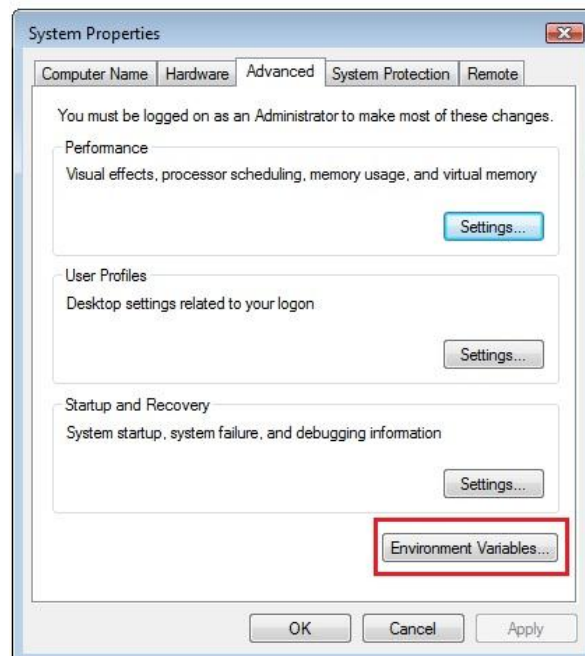 System Properties
Computer Name Hardware Advanced System Protection Remote
You must be logged on as an Administrator to make most of these changes.
Performance
Visual effects, processor scheduling, memory usage, and virtual memory
Settings...
User Profiles
Desktop settings related to your logon
Settings...
Startup and Recovery
System startup, system failure, and debugging information
Settings...
Environment Variables...
OK Cancel Apply